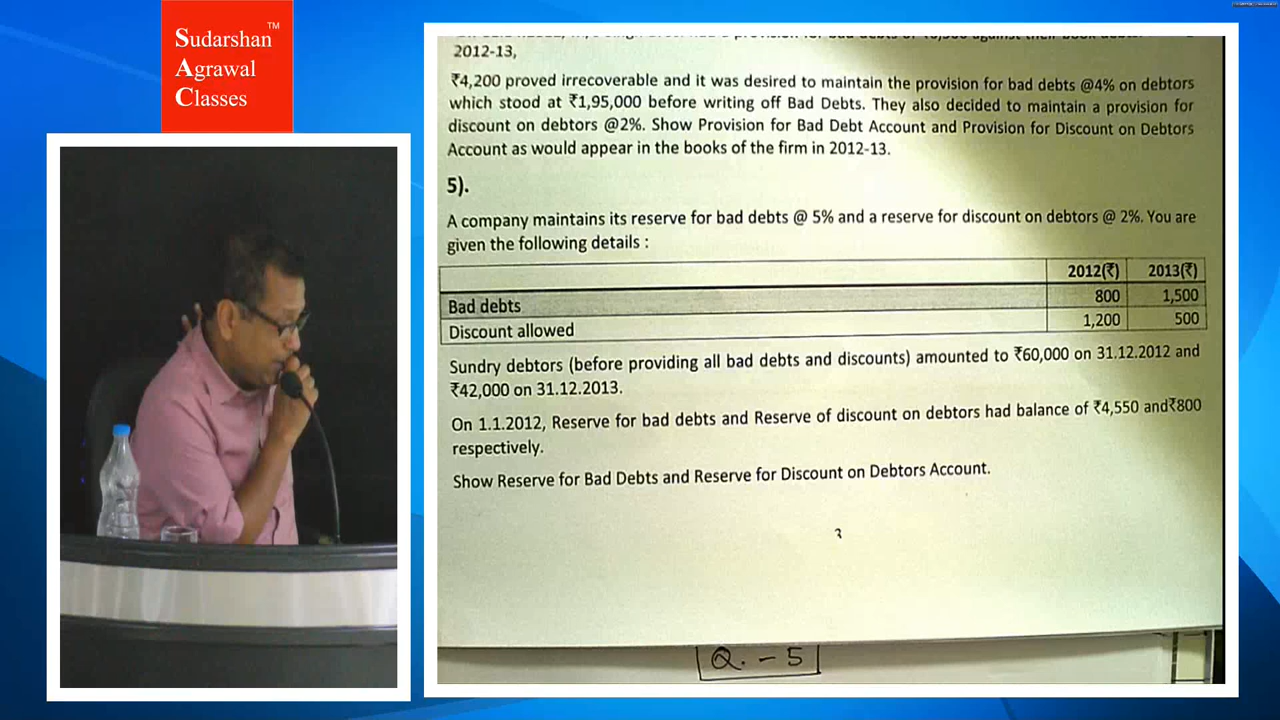 Sudarshan™
Agrawal
Classes
2012-13,
₹4,200 proved irrecoverable and it was desired to maintain the provision for bad debts @4% on debtors
which stood at ₹1,95,000 before writing off Bad Debts. They also decided to maintain a provision for
discount on debtors @2%. Show Provision for Bad Debt Account and Provision for Discount on Debtors
Account as would appear in the books of the firm in 2012-13.
5).
A company maintains its reserve for bad debts @ 5% and a reserve for discount on debtors @ 2%. You are
given the following details :
2012(₹) 2013(₹)
Bad debts 800 1,500
Discount allowed 1,200 500
Sundry debtors (before providing all bad debts and discounts) amounted to ₹60,000 on 31.12.2012 and
₹42,000 on 31.12.2013.
On 1.1.2012, Reserve for bad debts and Reserve of discount on debtors had balance of ₹4,550 and₹800
respectively.
Show Reserve for Bad Debts and Reserve for Discount on Debtors Account.
Q. - 5